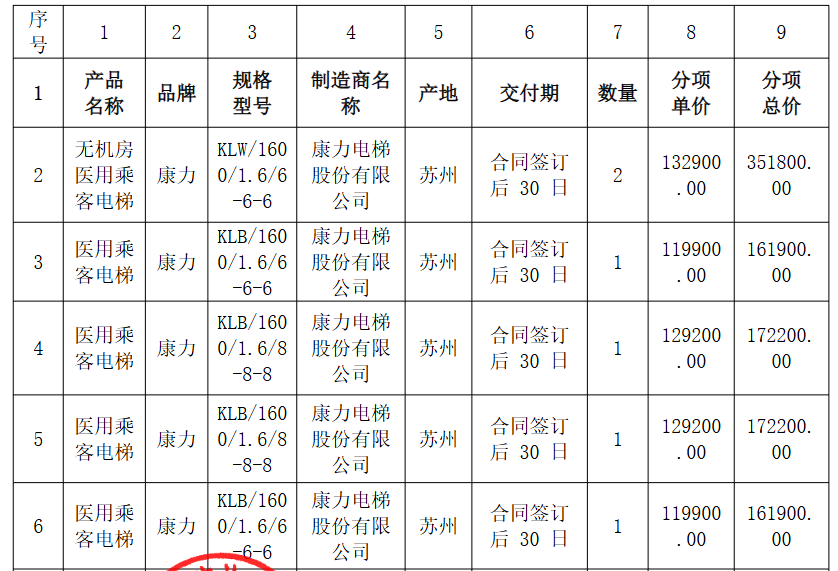 序号 1 2 3 4 5 6 7 8 9
1 产品名称 品牌 规格型号 制造商名称 产地 交付期 数量 分项单价 分项总价
2 无机房医用乘客电梯 康力 KLW/1600/1.6/6-6-6 康力电梯股份有限公司 苏州 合同签订后 30 日 2 132900.00 351800.00
3 医用乘客电梯 康力 KLB/1600/1.6/6-6-6 康力电梯股份有限公司 苏州 合同签订后 30 日 1 119900.00 161900.00
4 医用乘客电梯 康力 KLB/1600/1.6/8-8-8 康力电梯股份有限公司 苏州 合同签订后 30 日 1 129200.00 172200.00
5 医用乘客电梯 康力 KLB/1600/1.6/8-8-8 康力电梯股份有限公司 苏州 合同签订后 30 日 1 129200.00 172200.00
6 医用乘客电梯 康力 KLB/1600/1.6/6-6-6 康力电梯股份有限公司 苏州 合同签订后 30 日 1 119900.00 161900.00